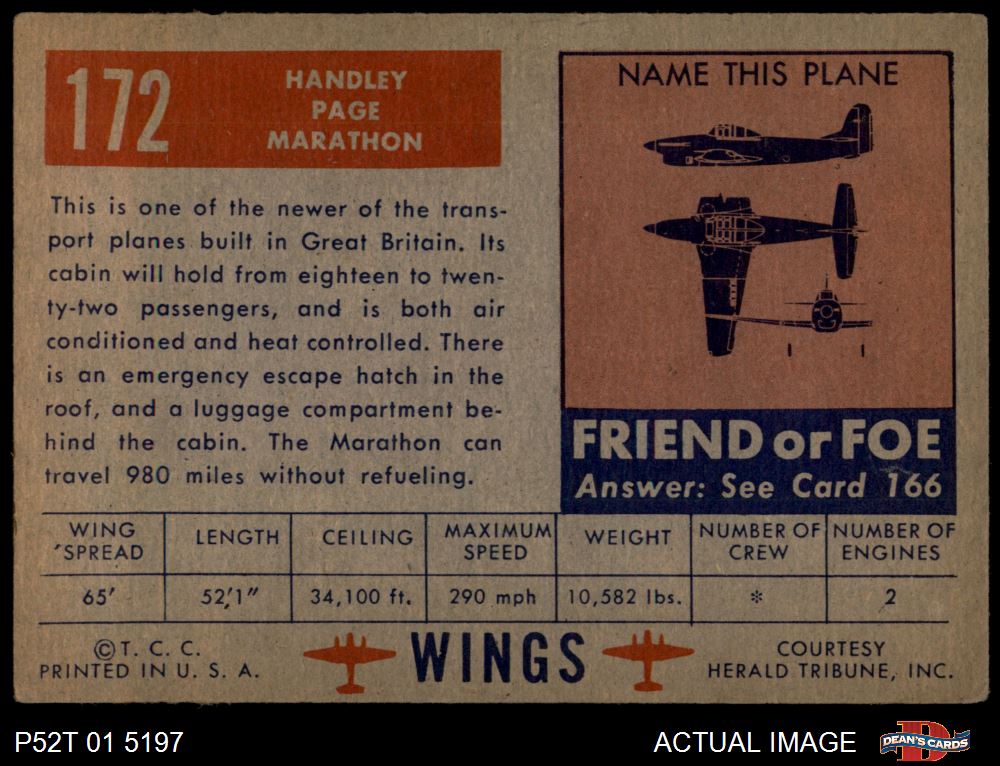 172
HANDLEY
PAGE
MARATHON
This is one of the newer of the trans-
port planes built in Great Britain. Its
cabin will hold from eighteen to twen-
ty-two passengers, and is both air
conditioned and heat controlled. There
is an emergency escape hatch in the
roof, and a luggage compartment be-
hind the cabin. The Marathon can
travel 980 miles without refueling.
NAME THIS PLANE
FRIEND or FOE
Answer: See Card 166
WING SPREAD LENGTH CEILING MAXIMUM SPEED WEIGHT NUMBER OF CREW NUMBER OF ENGINES
65' 52'1" 34,100 ft. 290 mph 10,582 lbs. * 2
© T. C. C.
PRINTED IN U. S. A.
WINGS
COURTESY
HERALD TRIBUNE, INC.
P52T 01 5197
ACTUAL IMAGE
D
DEAN'S CARDS